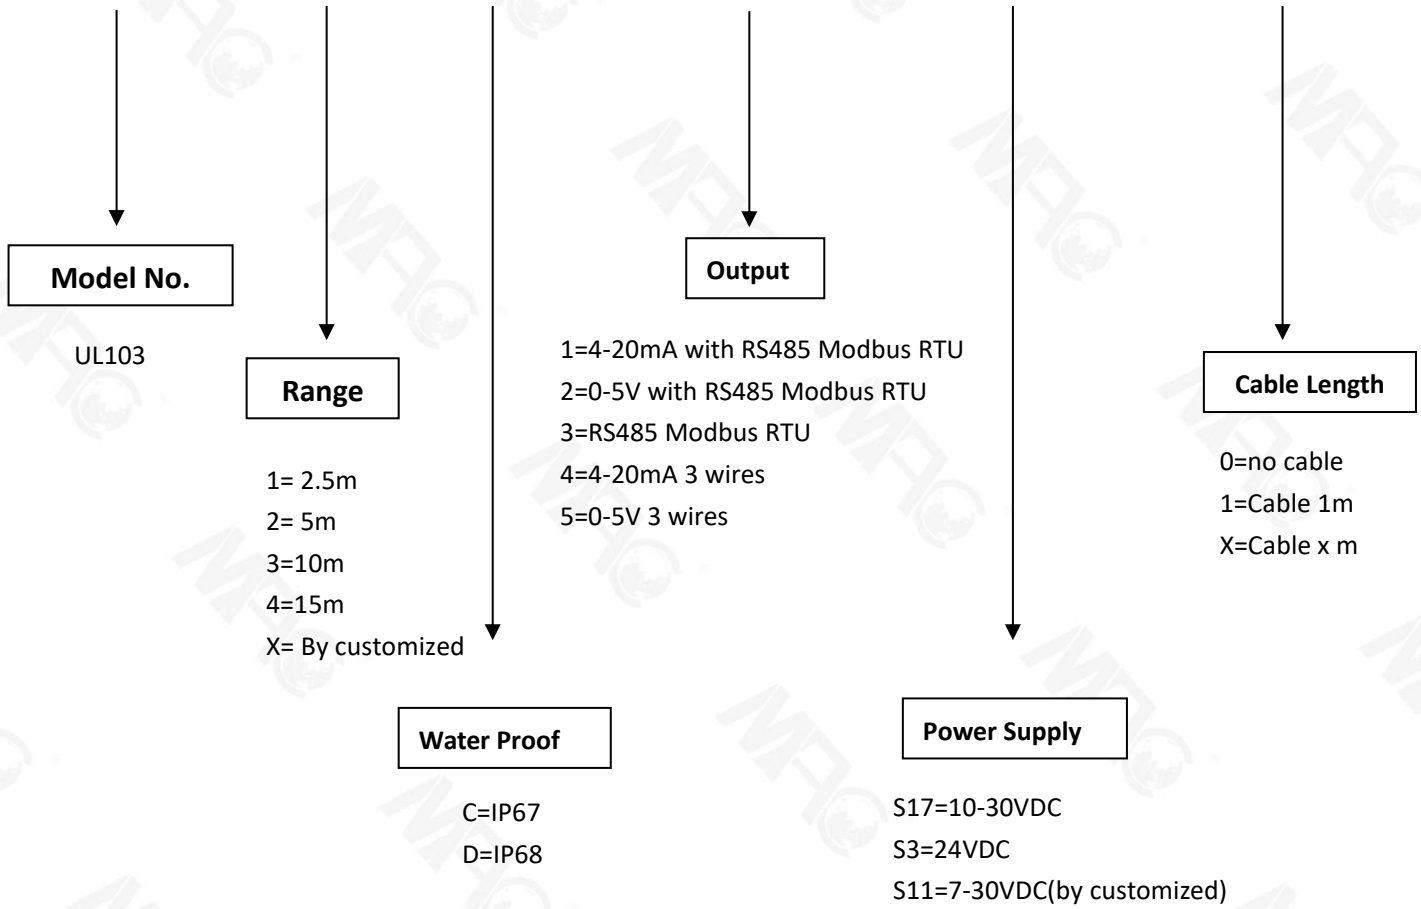 Model No.
UL103
Range
1= 2.5m
2= 5m
3=10m
4=15m
X= By customized
Water Proof
C=IP67
D=IP68
Output
1=4-20mA with RS485 Modbus RTU
2=0-5V with RS485 Modbus RTU
3=RS485 Modbus RTU
4=4-20mA 3 wires
5=0-5V 3 wires
Power Supply
S17=10-30VDC
S3=24VDC
S11=7-30VDC(by customized)
Cable Length
0=no cable
1=Cable 1m
X=Cable x m